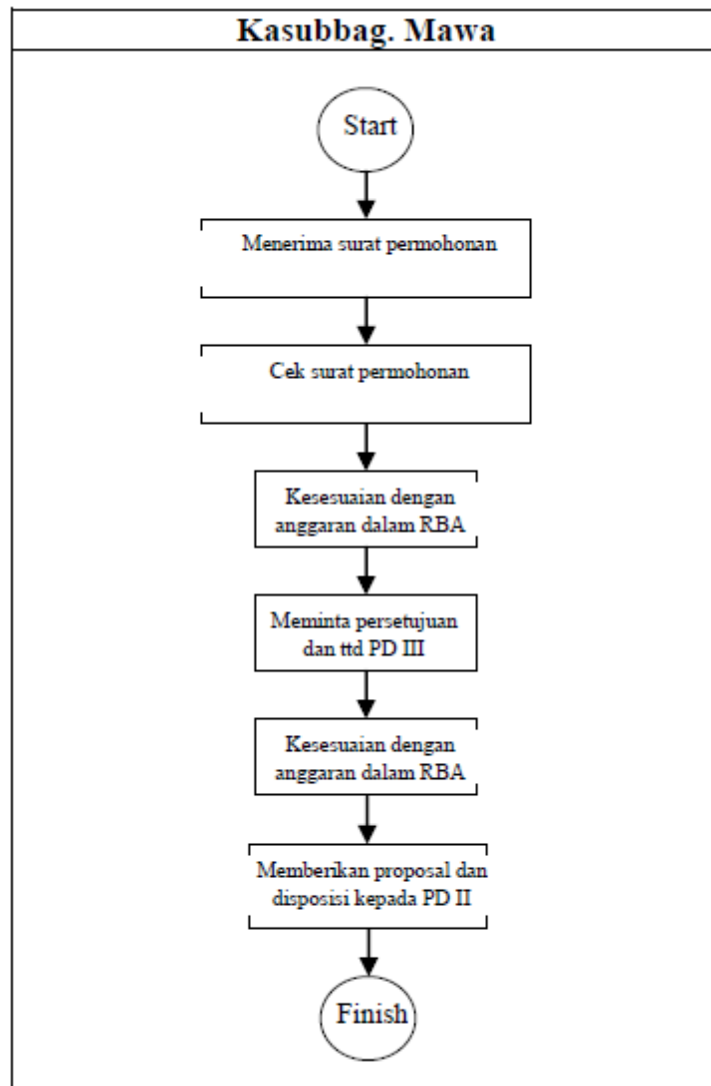 Kasubbag. Mawa
Start
Menerima surat permohonan
Cek surat permohonan
Kesesuaian dengan
anggaran dalam RBA
Meminta persetujuan
dan ttd PD III
Kesesuaian dengan
anggaran dalam RBA
Memberikan proposal dan
disposisi kepada PD II
Finish